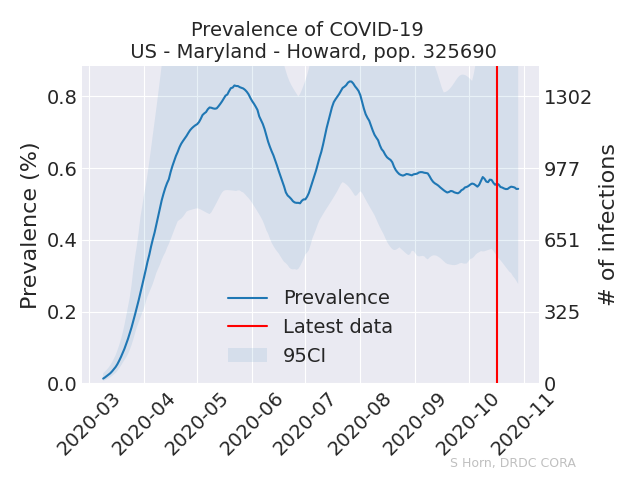 Prevalence of COVID-19
US - Maryland - Howard, pop. 325690
Prevalence (%)
0.8
0.6
0.4
0.2
0.0
1302
977
651
325
0
# of infections
Prevalence
Latest data
95CI
2020-03
2020-04
2020-05
2020-06
2020-07
2020-08
2020-09
2020-10
2020-11
S Horn, DRDC CORA